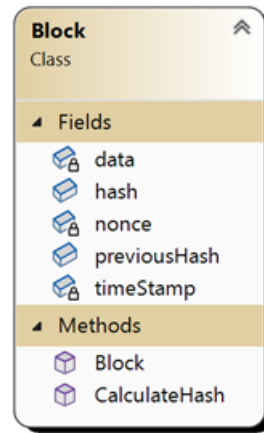 Block
Class
Fields
data
hash
nonce
previousHash
timeStamp
Methods
Block
CalculateHash